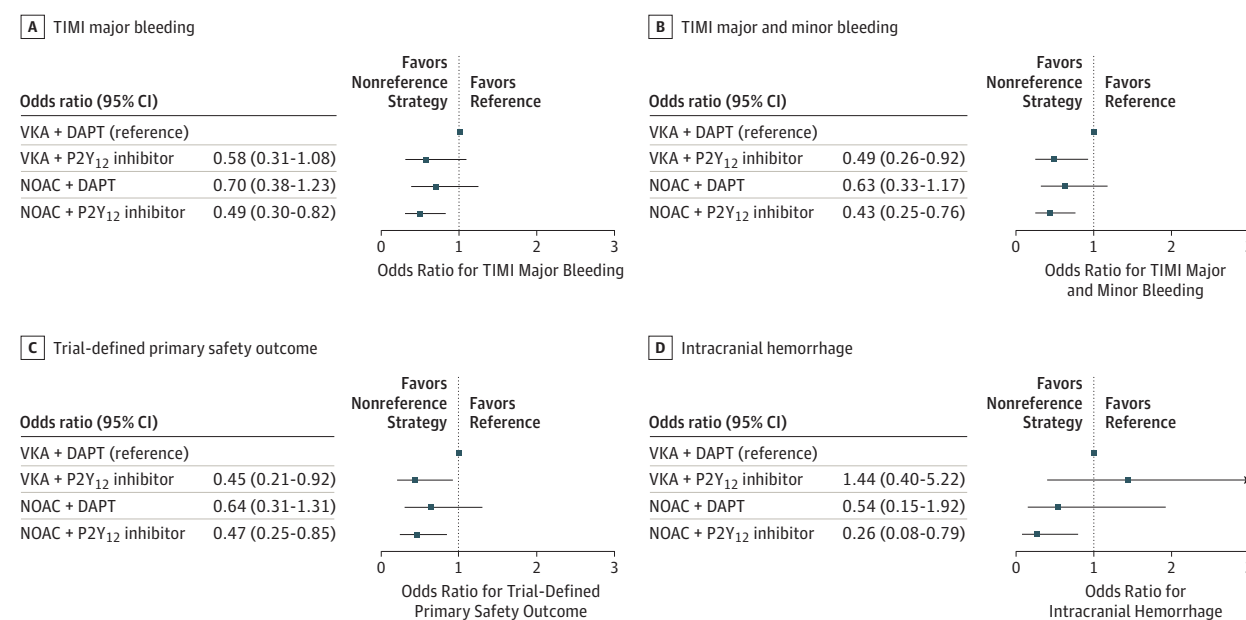 A TIMI major bleeding
Favors
Nonreference
Strategy
Favors
Reference
Odds ratio (95% CI)
VKA + DAPT (reference)
VKA + P2Y12 inhibitor 0.58 (0.31-1.08)
NOAC + DAPT 0.70 (0.38-1.23)
NOAC + P2Y12 inhibitor 0.49 (0.30-0.82)
0 1 2 3
Odds Ratio for TIMI Major Bleeding
B TIMI major and minor bleeding
Favors
Nonreference
Strategy
Favors
Reference
Odds ratio (95% CI)
VKA + DAPT (reference)
VKA + P2Y12 inhibitor 0.49 (0.26-0.92)
NOAC + DAPT 0.63 (0.33-1.17)
NOAC + P2Y12 inhibitor 0.43 (0.25-0.76)
0 1 2
Odds Ratio for TIMI Major
and Minor Bleeding
C Trial-defined primary safety outcome
Favors
Nonreference
Strategy
Favors
Reference
Odds ratio (95% CI)
VKA + DAPT (reference)
VKA + P2Y12 inhibitor 0.45 (0.21-0.92)
NOAC + DAPT 0.64 (0.31-1.31)
NOAC + P2Y12 inhibitor 0.47 (0.25-0.85)
0 1 2 3
Odds Ratio for Trial-Defined
Primary Safety Outcome
D Intracranial hemorrhage
Favors
Nonreference
Strategy
Favors
Reference
Odds ratio (95% CI)
VKA + DAPT (reference)
VKA + P2Y12 inhibitor 1.44 (0.40-5.22)
NOAC + DAPT 0.54 (0.15-1.92)
NOAC + P2Y12 inhibitor 0.26 (0.08-0.79)
0 1 2
Odds Ratio for
Intracranial Hemorrhage